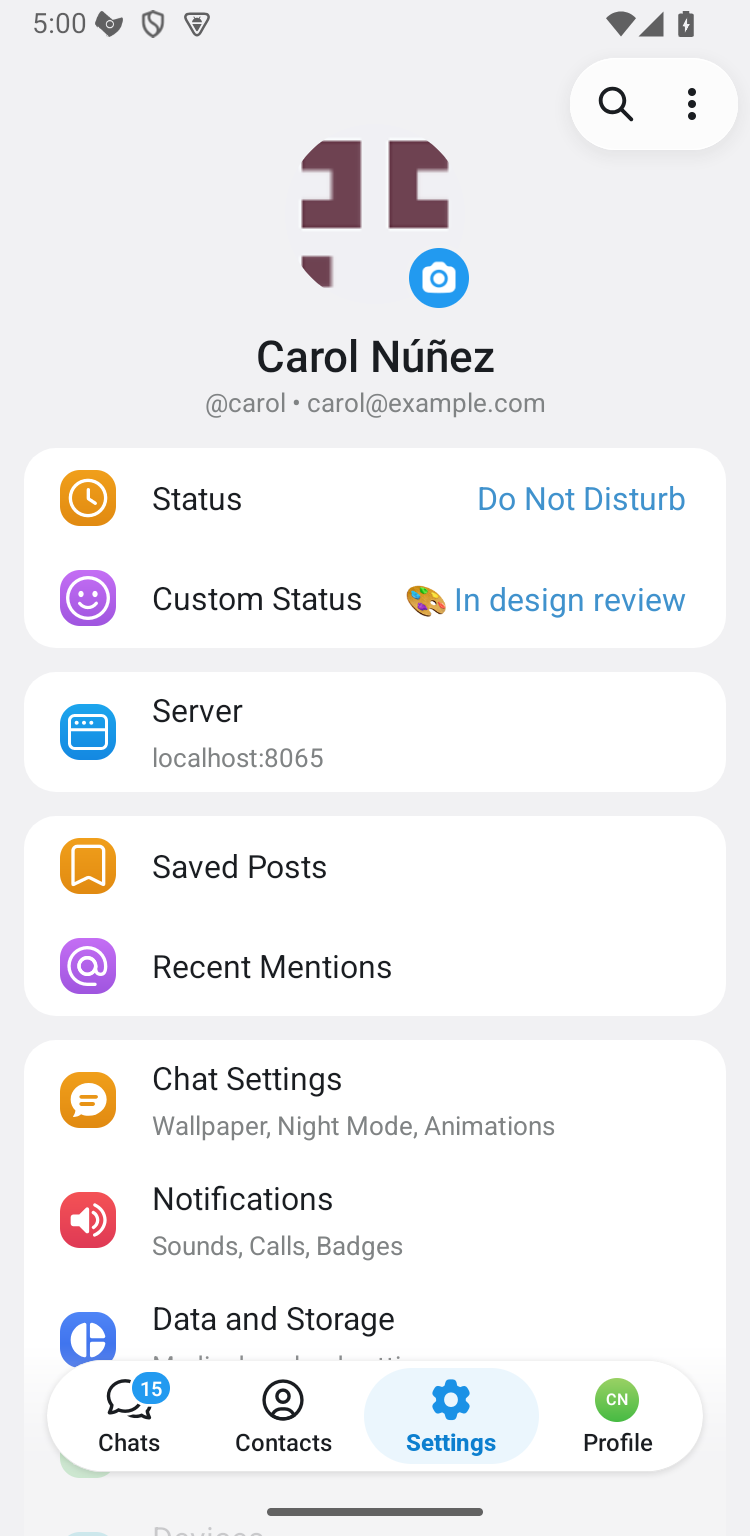 5:00
Carol Núñez
@carol • carol@example.com
Status
Do Not Disturb
Custom Status
🎨 In design review
Server
localhost:8065
Saved Posts
Recent Mentions
Chat Settings
Wallpaper, Night Mode, Animations
Notifications
Sounds, Calls, Badges
Data and Storage
15
CN
Chats
Contacts
Settings
Profile
Devices